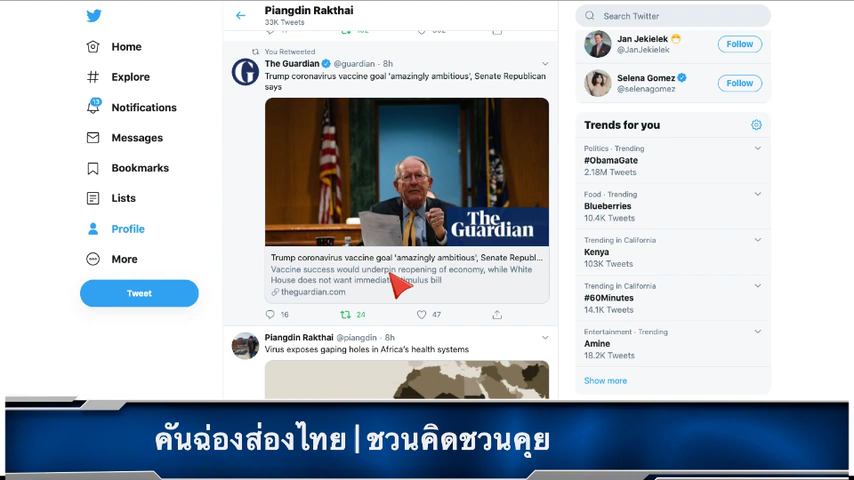 Home
Explore
13
Notifications
Messages
Bookmarks
Lists
Profile
More
Tweet
Piangdin Rakthai
33K Tweets
You Retweeted
The Guardian @guardian · 8h
Trump coronavirus vaccine goal 'amazingly ambitious', Senate Republican
says
The
Guardian
Trump coronavirus vaccine goal 'amazingly ambitious', Senate Republ...
Vaccine success would underpin reopening of economy, while White
House does not want immediate stimulus bill
theguardian.com
16
24
47
Piangdin Rakthai @piangdin · 8h
Virus exposes gaping holes in Africa's health systems
Search Twitter
Jan Jekielek
@JanJekielek
Follow
Selena Gomez
@selenagomez
Follow
Trends for you
Politics · Trending
#ObamaGate
2.18M Tweets
Food · Trending
Blueberries
10.4K Tweets
Trending in California
Kenya
103K Tweets
Trending in California
#60Minutes
14.1K Tweets
Entertainment · Trending
Amine
18.2K Tweets
Show more
คันฉ่องส่องไทย | ชวนคิดชวนคุย